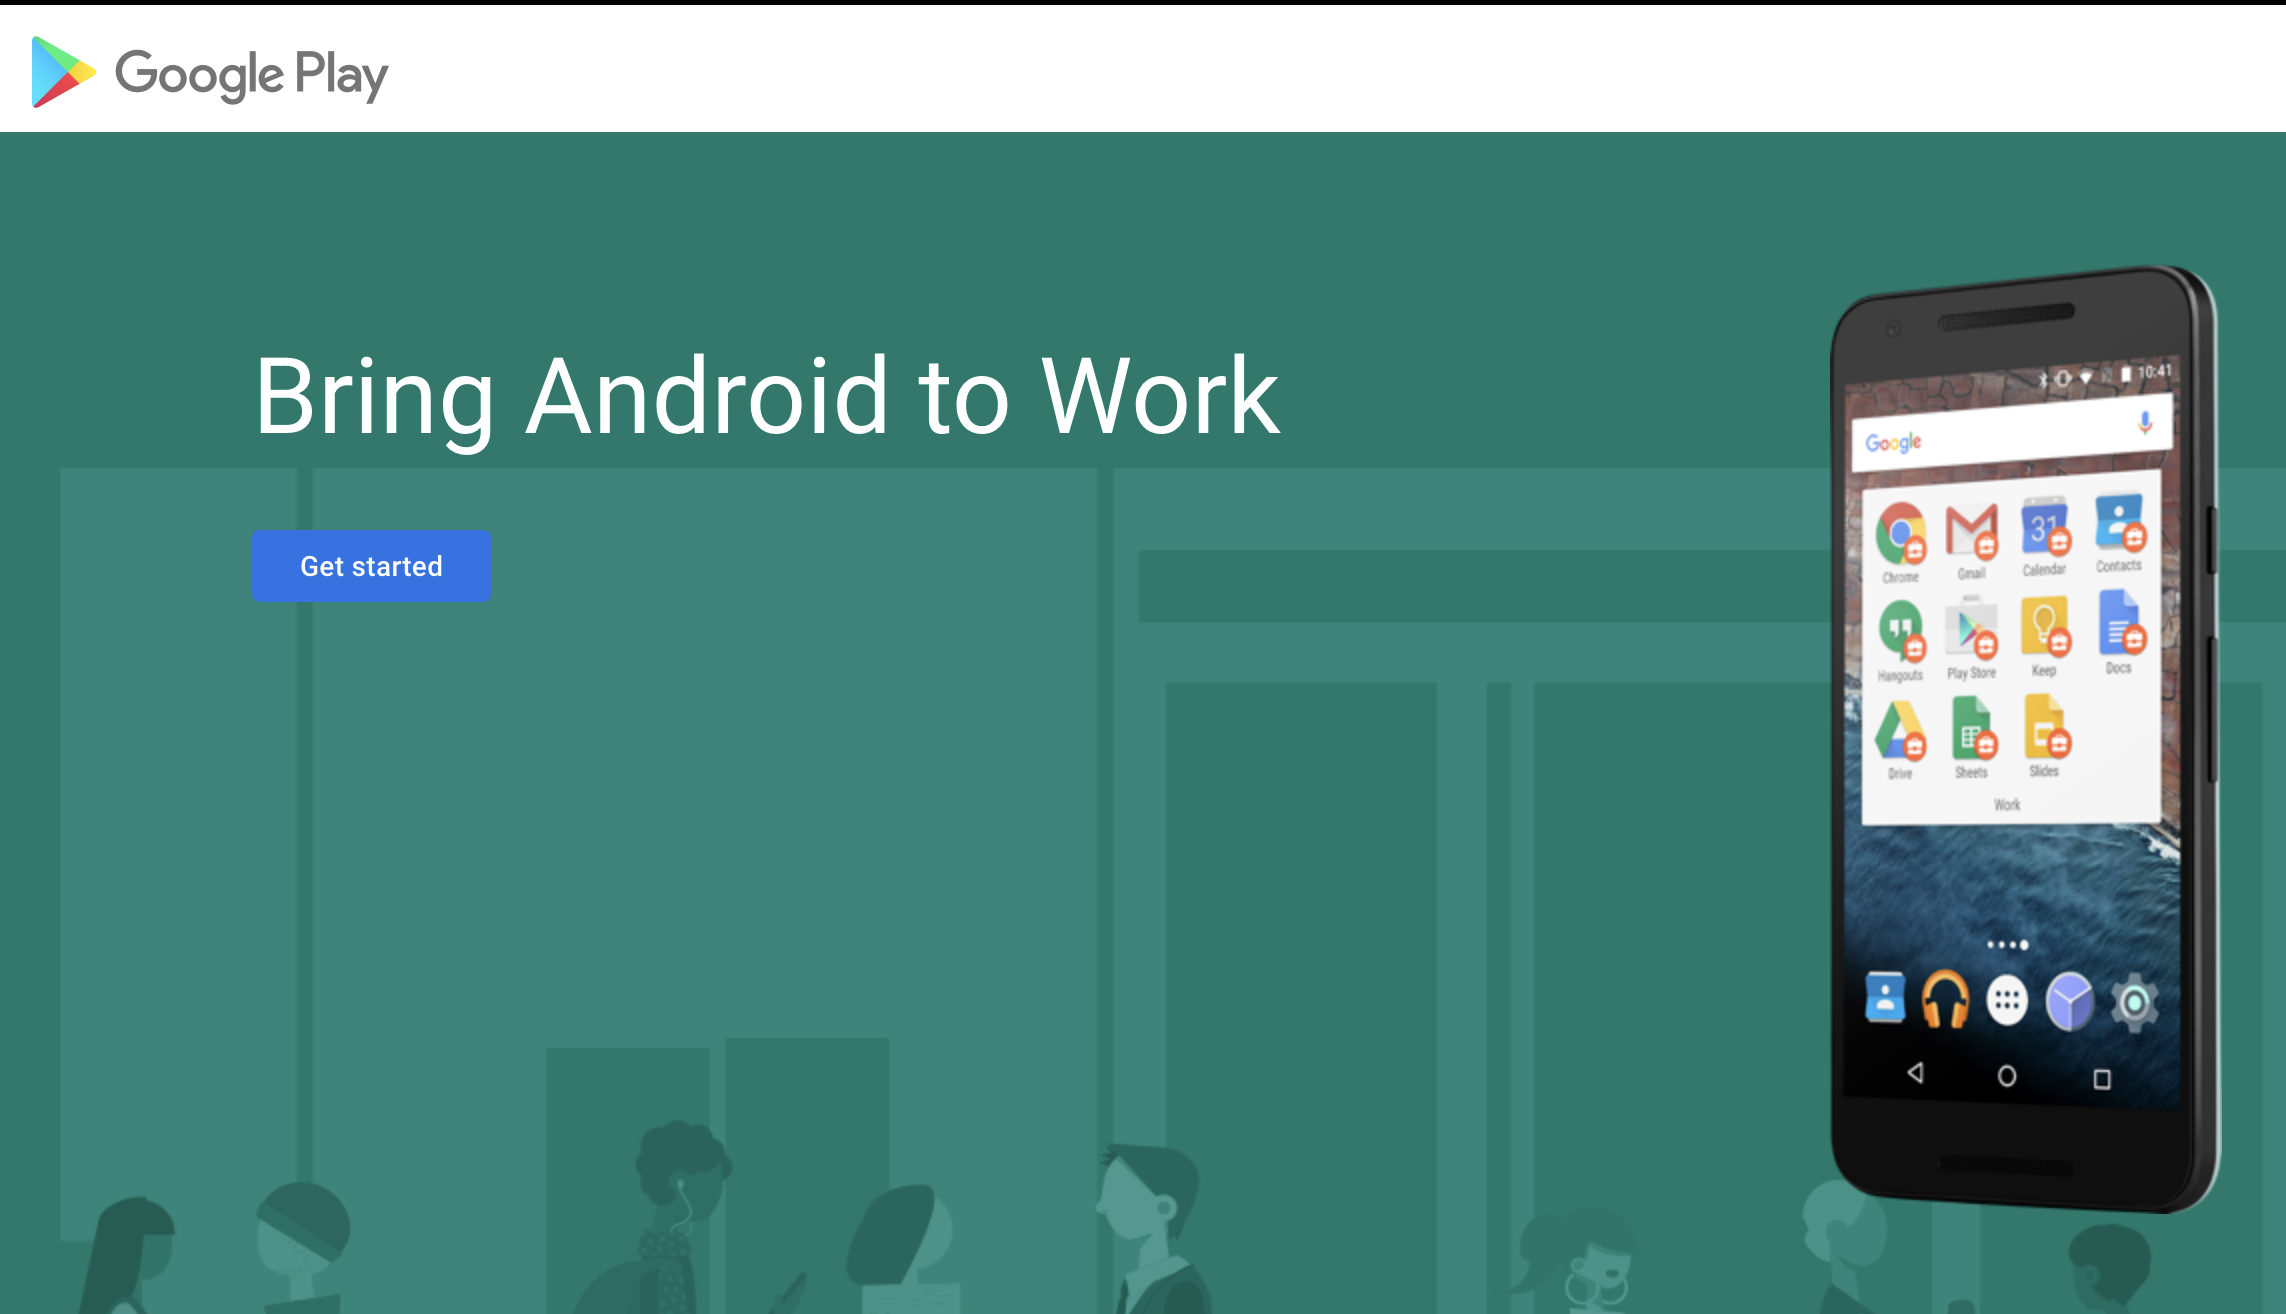 Google Play
Bring Android to Work
Get started
10:41
Google
31
Chrome Gmail Calendar Contacts
Hangouts Play Store Keep Docs
Drive Sheets Slides
Work